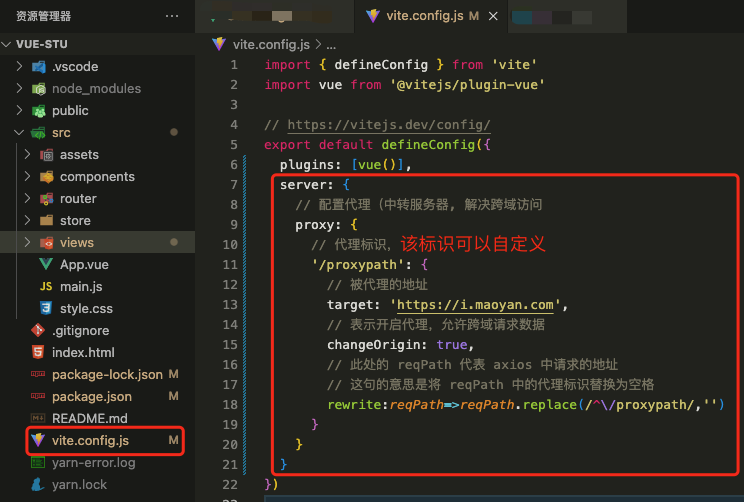 资源管理器 ···
vite.config.js M ×
VUE-STU
vite.config.js > ...
.vscode
node_modules
public
src
assets
components
router
store
views
App.vue
JS main.js
style.css
.gitignore
index.html
package-lock.json M
package.json M
README.md
vite.config.js M
yarn-error.log
yarn.lock
1 import { defineConfig } from 'vite'
2 import vue from '@vitejs/plugin-vue'
3
4 // https://vitejs.dev/config/
5 export default defineConfig({
6 plugins: [vue()],
7 server: {
8 // 配置代理（中转服务器, 解决跨域访问
9 proxy: {
10 // 代理标识, 该标识可以自定义
11 '/proxypath': {
12 // 被代理的地址
13 target: 'https://i.maoyan.com',
14 // 表示开启代理, 允许跨域请求数据
15 changeOrigin: true,
16 // 此处的 reqPath 代表 axios 中请求的地址
17 // 这句的意思是将 reqPath 中的代理标识替换为空格
18 rewrite:reqPath=>reqPath.replace(/^\/proxypath/,'')
19 }
20 }
21 }
22 })